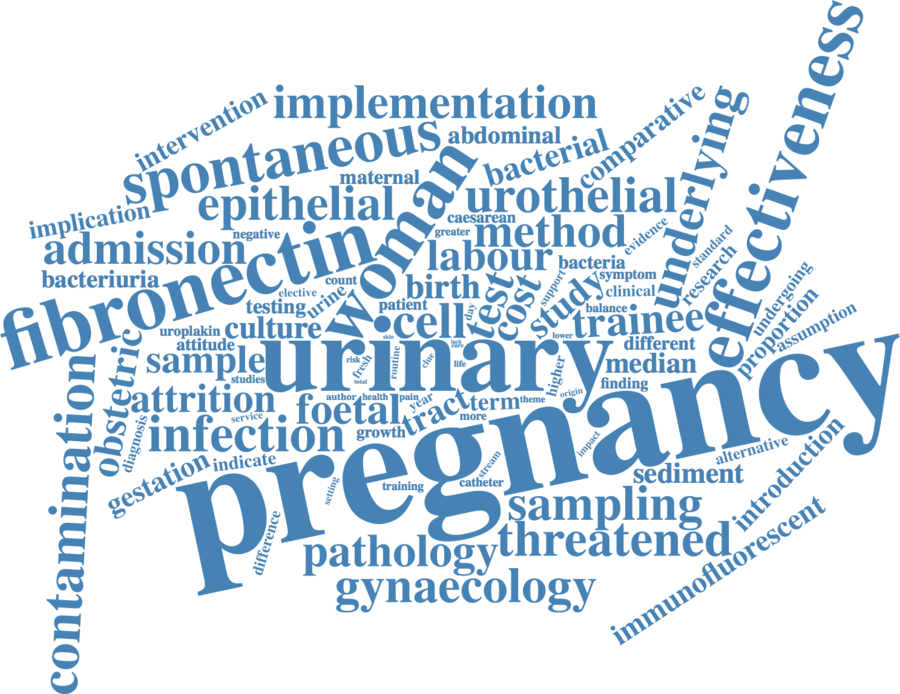 effectiveness
implementation
intervention
comparative
underlying
spontaneous
abdominal
bacterial
woman
maternal
epithelial
urothelial
implication
caesarean
negative
greater
method
evidence
admission
fibronectin
labour
bacteria
standard
research
bacteriuria
count
symptom
support
clinical
undergoing
elective
urine
birth
test
cost
study
testing
patient
day
balance
proportion
uroplakin
culture
cell
trainee
assumption
attitude
skin
lower
different
urinary
sample
risk
fresh
routine
clue
lack
care
life
median
obstetric
studies
total
higher
finding
contamination
attrition
author
health
pain
year
tract
term
theme
origin
pregnancy
foetal
service
more
diagnosis
infection
growth
impact
alternative
gestation
indicate
stream
sediment
introduction
setting
training
catheter
sampling
difference
pathology
threatened
immunofluorescent
gynaecology